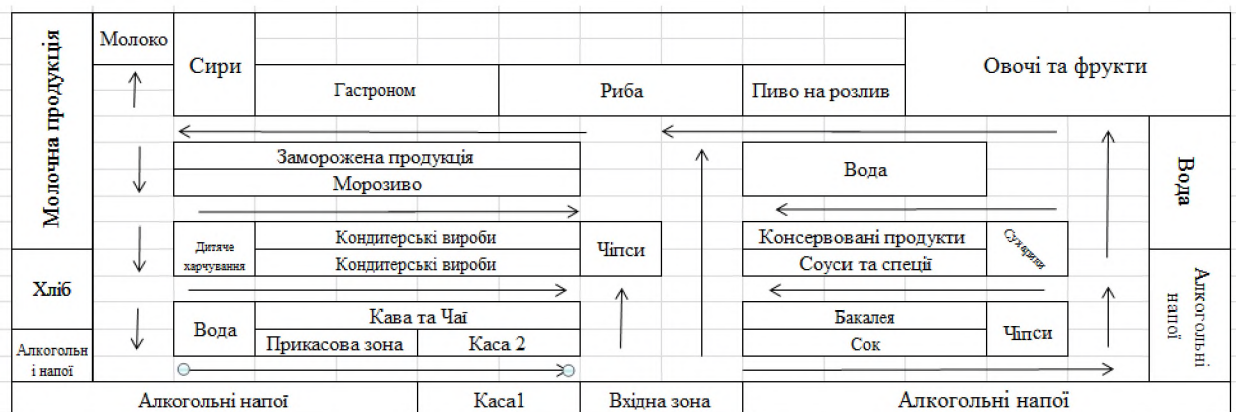 Молочна продукція
Молоко
Сири
Гастроном
Риба
Пиво на розлив
Овочі та фрукти
Заморожена продукція
Морозиво
Вода
Вода
Дитяче
харчування
Кондитерські вироби
Кондитерські вироби
Чіпси
Консервовані продукти
Соуси та спеції
Сухарики
Хліб
Алкогольні
напої
Вода
Кава та Чаї
Прикасова зона
Каса 2
Бакалея
Сок
Чіпси
Алкогольн
і напої
Алкогольні напої
Каса1
Вхідна зона
Алкогольні напої